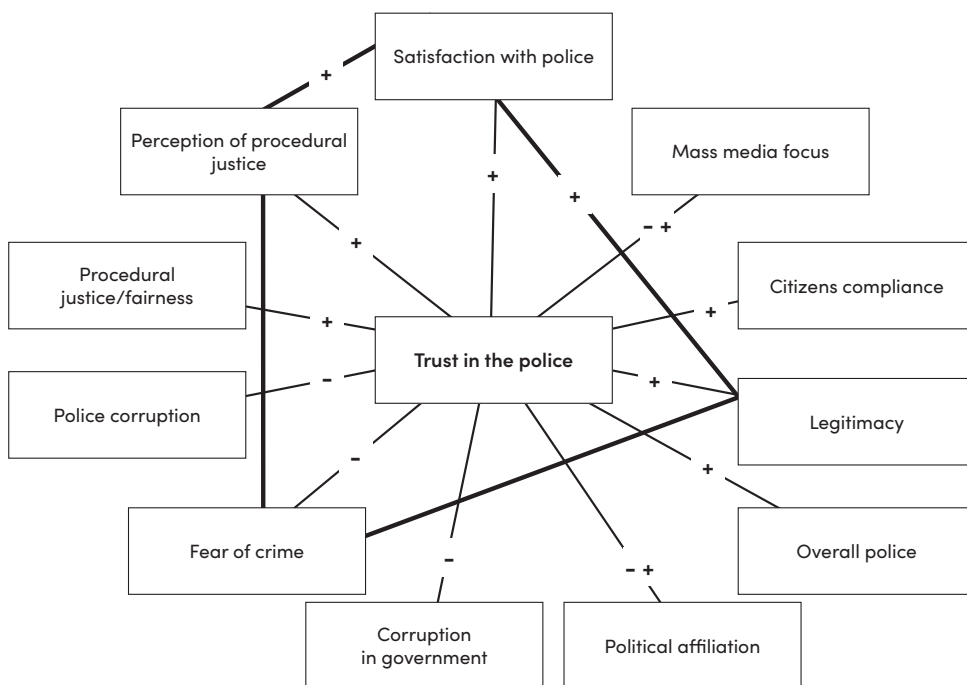 Satisfaction with police
+
Perception of procedural
justice
Mass media focus
+
+
- +
+
Procedural
justice/fairness
Citizens compliance
+
+
Trust in the police
-
+
Police corruption
Legitimacy
-
+
Fear of crime
Overall police
-
- +
Corruption
in government
Political affiliation